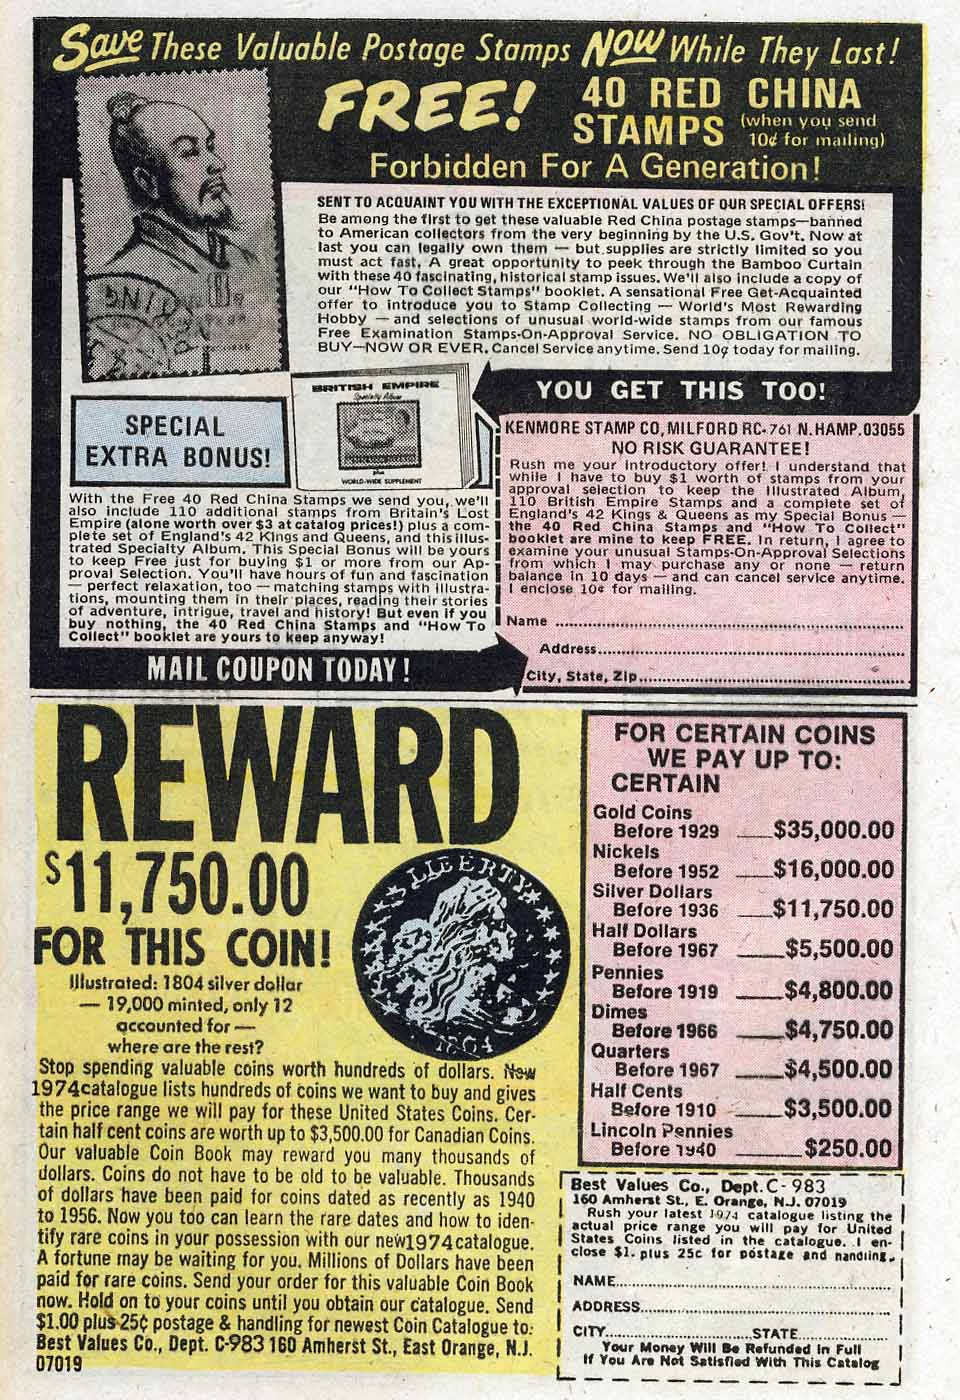 Save These Valuable Postage Stamps NOW While They Last!
FREE!
40 RED CHINA
STAMPS (when you send
10¢ for mailing)
Forbidden For A Generation!
SENT TO ACQUAINT YOU WITH THE EXCEPTIONAL VALUES OF OUR SPECIAL OFFERS!
Be among the first to get these valuable Red China postage stamps—banned
to American collectors from the very beginning by the U.S. Gov't. Now at
last you can legally own them — but supplies are strictly limited so you
must act fast. A great opportunity to peek through the Bamboo Curtain
with these 40 fascinating, historical stamp issues. We'll also include a copy of
our "How To Collect Stamps" booklet. A sensational Free Get-Acquainted
offer to introduce you to Stamp Collecting — World's Most Rewarding
Hobby — and selections of unusual world-wide stamps from our famous
Free Examination Stamps-On-Approval Service. NO OBLIGATION TO
BUY—NOW OR EVER. Cancel Service anytime. Send 10¢ today for mailing.
YOU GET THIS TOO!
BRITISH EMPIRE
Specialty Album
plus
WORLD-WIDE SUPPLEMENT
SPECIAL
EXTRA BONUS!
With the Free 40 Red China Stamps we send you, we'll
also include 110 additional stamps from Britain's Lost
Empire (alone worth over $3 at catalog prices!) plus a com-
plete set of England's 42 Kings and Queens, and this illus-
trated Specialty Album. This Special Bonus will be yours
to keep Free just for buying $1 or more from our Ap-
proval Selection. You'll have hours of fun and fascination
— perfect relaxation, too — matching stamps with illustra-
tions, mounting them in their places, reading their stories
of adventure, intrigue, travel and history! But even if you
buy nothing, the 40 Red China Stamps and "How To
Collect" booklet are yours to keep anyway!
MAIL COUPON TODAY!
KENMORE STAMP CO, MILFORD RC-761 N. HAMP. 03055
NO RISK GUARANTEE!
Rush me your introductory offer! I understand that
while I have to buy $1 worth of stamps from your
approval selection to keep the Illustrated Album,
110 British Empire Stamps and a complete set of
England's 42 Kings & Queens as my Special Bonus —
the 40 Red China Stamps and "How To Collect"
booklet are mine to keep FREE. In return, I agree to
examine your unusual Stamps-On-Approval Selections
from which I may purchase any or none — return
balance in 10 days — and can cancel service anytime.
I enclose 10¢ for mailing.
Name
Address
City, State, Zip
REWARD
$11,750.00
FOR THIS COIN!
LIBERTY
1804
Illustrated: 1804 silver dollar
— 19,000 minted, only 12
accounted for —
where are the rest?
Stop spending valuable coins worth hundreds of dollars. New
1974 catalogue lists hundreds of coins we want to buy and gives
the price range we will pay for these United States Coins. Cer-
tain half cent coins are worth up to $3,500.00 for Canadian Coins.
Our valuable Coin Book may reward you many thousands of
dollars. Coins do not have to be old to be valuable. Thousands
of dollars have been paid for coins dated as recently as 1940
to 1956. Now you too can learn the rare dates and how to iden-
tify rare coins in your possession with our new 1974 catalogue.
A fortune may be waiting for you. Millions of Dollars have been
paid for rare coins. Send your order for this valuable Coin Book
now. Hold on to your coins until you obtain our catalogue. Send
$1.00 plus 25¢ postage & handling for newest Coin Catalogue to:
Best Values Co., Dept. C-983 160 Amherst St., East Orange, N.J.
07019
FOR CERTAIN COINS
WE PAY UP TO:
CERTAIN
Gold Coins
Before 1929 $35,000.00
Nickels
Before 1952 $16,000.00
Silver Dollars
Before 1936 $11,750.00
Half Dollars
Before 1967 $5,500.00
Pennies
Before 1919 $4,800.00
Dimes
Before 1966 $4,750.00
Quarters
Before 1967 $4,500.00
Half Cents
Before 1910 $3,500.00
Lincoln Pennies
Before 1940 $250.00
Best Values Co., Dept. C-983
160 Amherst St., E. Orange, N.J. 07019
Rush your latest 1974 catalogue listing the
actual price range you will pay for United
States Coins listed in the catalogue. I en-
close $1. plus 25c for postage and handling.
NAME
ADDRESS
CITY STATE
Your Money Will Be Refunded In Full
If You Are Not Satisfied With This Catalog